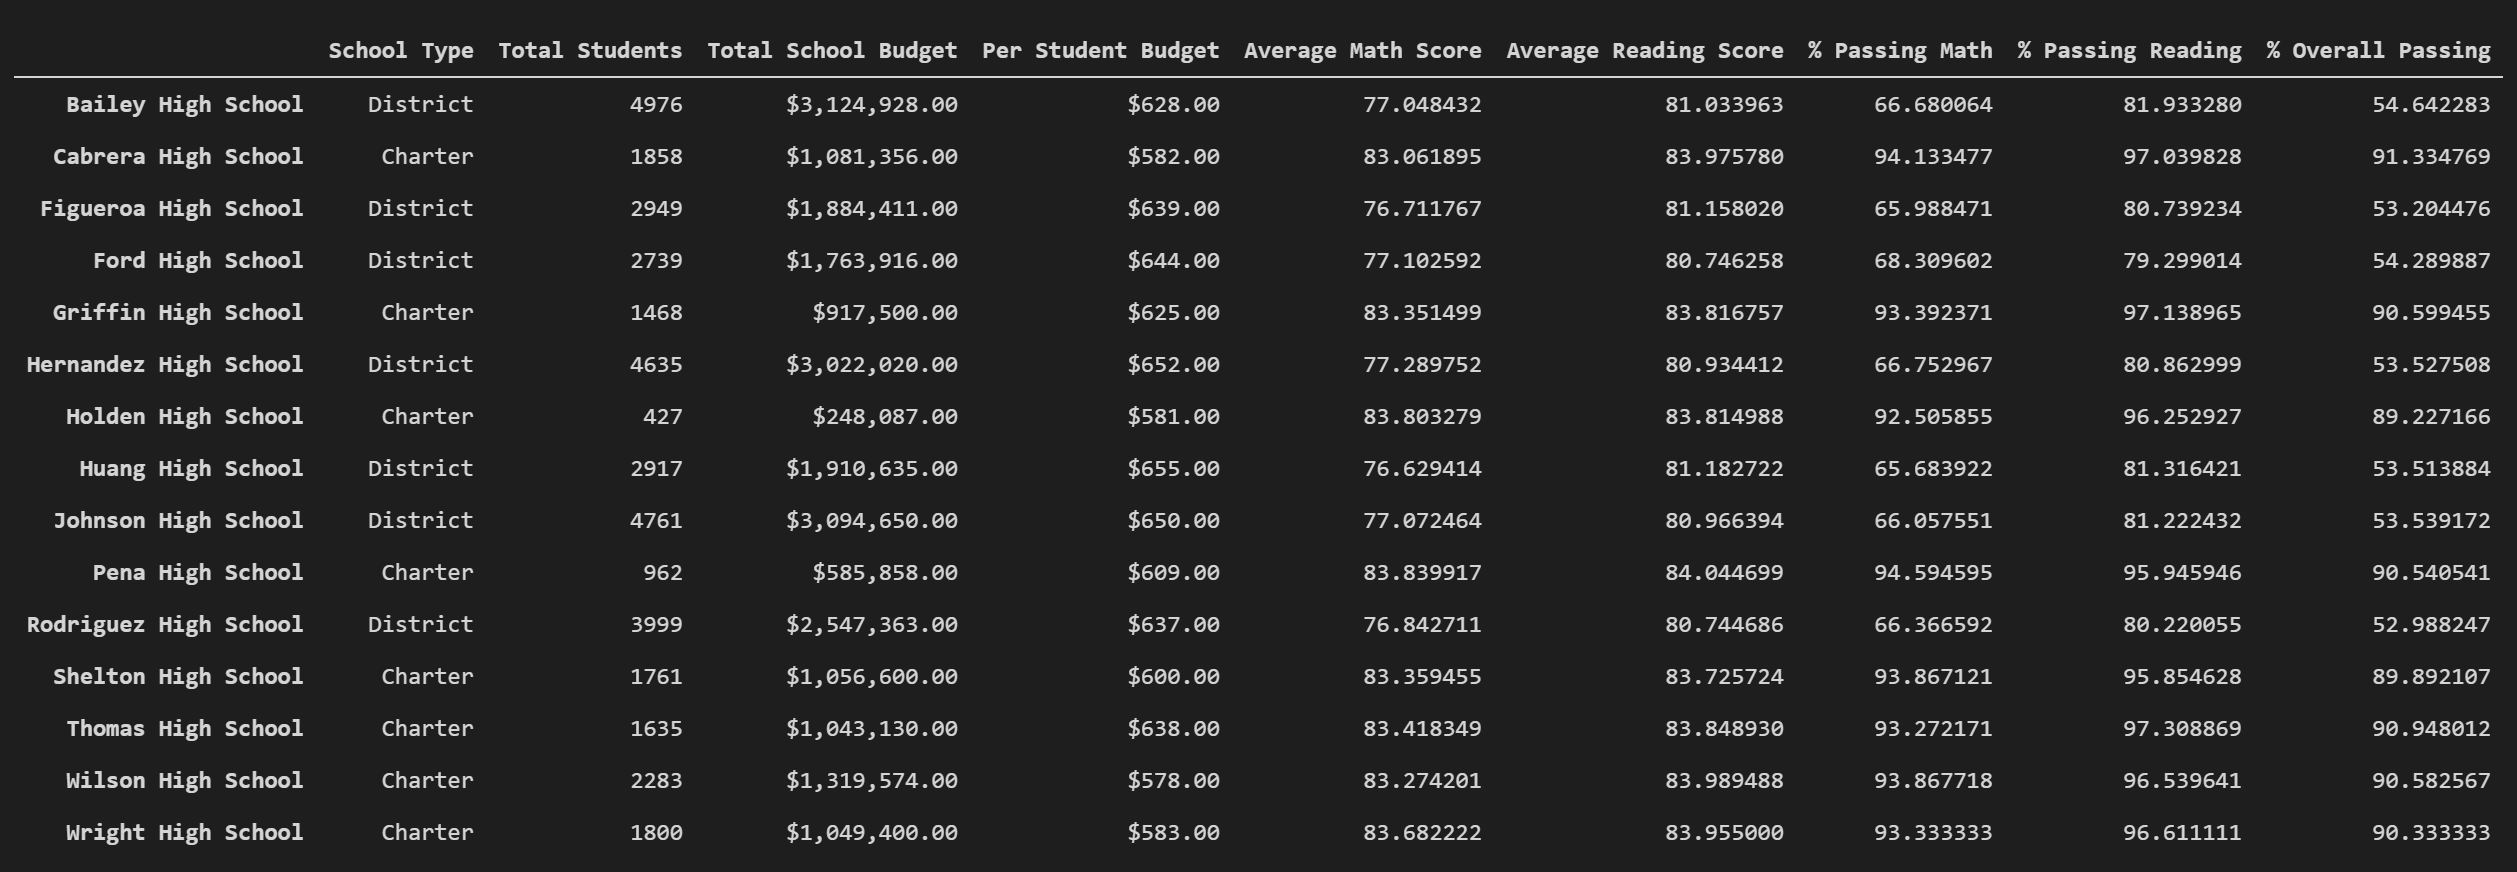 School Type Total Students Total School Budget Per Student Budget Average Math Score Average Reading Score % Passing Math % Passing Reading % Overall Passing
Bailey High School District 4976 $3,124,928.00 $628.00 77.048432 81.033963 66.680064 81.933280 54.642283
Cabrera High School Charter 1858 $1,081,356.00 $582.00 83.061895 83.975780 94.133477 97.039828 91.334769
Figueroa High School District 2949 $1,884,411.00 $639.00 76.711767 81.158020 65.988471 80.739234 53.204476
Ford High School District 2739 $1,763,916.00 $644.00 77.102592 80.746258 68.309602 79.299014 54.289887
Griffin High School Charter 1468 $917,500.00 $625.00 83.351499 83.816757 93.392371 97.138965 90.599455
Hernandez High School District 4635 $3,022,020.00 $652.00 77.289752 80.934412 66.752967 80.862999 53.527508
Holden High School Charter 427 $248,087.00 $581.00 83.803279 83.814988 92.505855 96.252927 89.227166
Huang High School District 2917 $1,910,635.00 $655.00 76.629414 81.182722 65.683922 81.316421 53.513884
Johnson High School District 4761 $3,094,650.00 $650.00 77.072464 80.966394 66.057551 81.222432 53.539172
Pena High School Charter 962 $585,858.00 $609.00 83.839917 84.044699 94.594595 95.945946 90.540541
Rodriguez High School District 3999 $2,547,363.00 $637.00 76.842711 80.744686 66.366592 80.220055 52.988247
Shelton High School Charter 1761 $1,056,600.00 $600.00 83.359455 83.725724 93.867121 95.854628 89.892107
Thomas High School Charter 1635 $1,043,130.00 $638.00 83.418349 83.848930 93.272171 97.308869 90.948012
Wilson High School Charter 2283 $1,319,574.00 $578.00 83.274201 83.989488 93.867718 96.539641 90.582567
Wright High School Charter 1800 $1,049,400.00 $583.00 83.682222 83.955000 93.333333 96.611111 90.333333